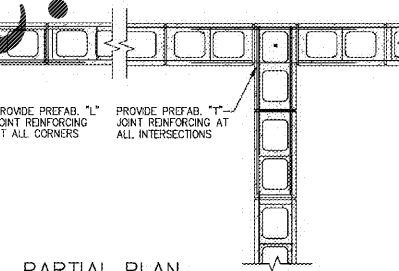 PROVIDE PREFAB. "L"
JOINT REINFORCING
AT ALL CORNERS
PROVIDE PREFAB. "T"
JOINT REINFORCING AT
ALL INTERSECTIONS
PARTIAL PLAN